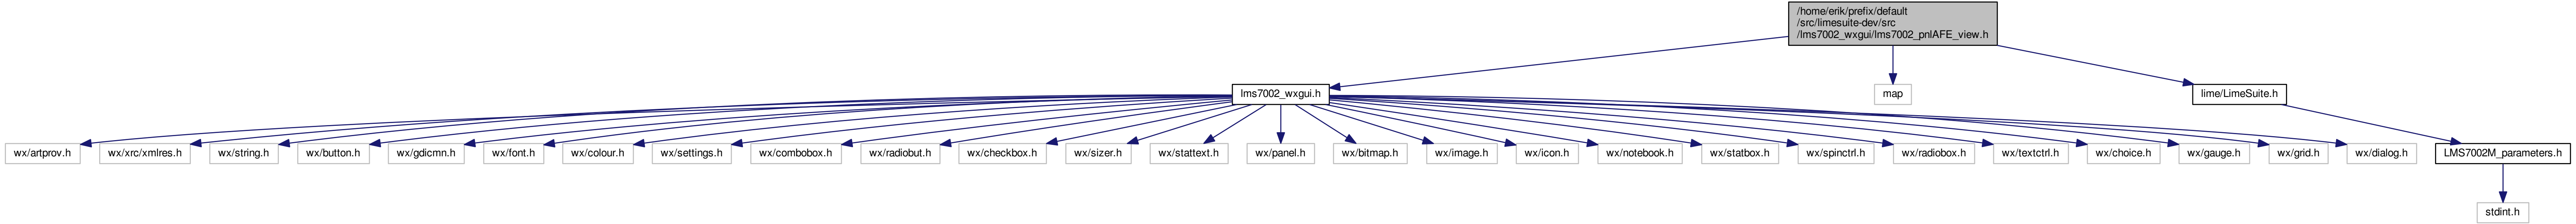 /home/erik/prefix/default
/src/limesuite-dev/src
/lms7002_wxgui/lms7002_pnlAFE_view.h
lms7002_wxgui.h
map
lime/LimeSuite.h
wx/artprov.h
wx/xrc/xmlres.h
wx/string.h
wx/button.h
wx/gdicmn.h
wx/font.h
wx/colour.h
wx/settings.h
wx/combobox.h
wx/radiobut.h
wx/checkbox.h
wx/sizer.h
wx/stattext.h
wx/panel.h
wx/bitmap.h
wx/image.h
wx/icon.h
wx/notebook.h
wx/statbox.h
wx/spinctrl.h
wx/radiobox.h
wx/textctrl.h
wx/choice.h
wx/gauge.h
wx/grid.h
wx/dialog.h
LMS7002M_parameters.h
stdint.h